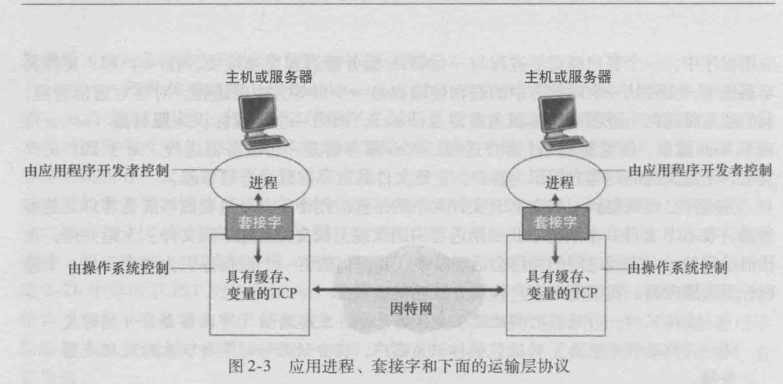 主机或服务器 主机或服务器
由应用程序开发者控制 进程 进程 由应用程序开发者控制
套接字 套接字
由操作系统控制 具有缓存、 具有缓存、 由操作系统控制
变量的TCP 变量的TCP
因特网
图 2-3 应用进程、套接字和下面的运输层协议